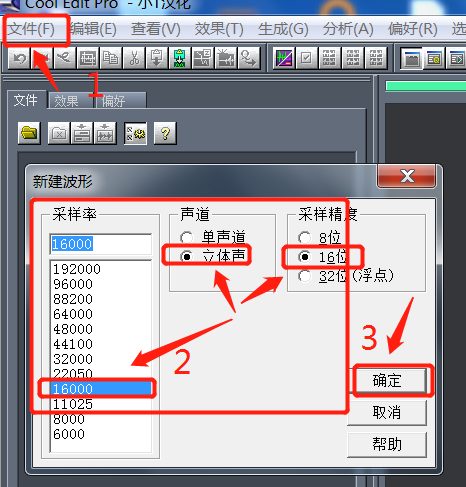 Cool Edit Pro - 小T汉化
文件(F) 编辑(E) 查看(V) 效果(T) 生成(G) 分析(A) 偏好(R)
1
文件 效果 偏好
新建波形
采样率 声道 采样精度
16000 单声道 8位
192000 立体声 16位
96000 32位(浮点)
88200
64000
48000
44100
32000
22050
16000
11025
8000
6000
2
3
确定
取消
帮助